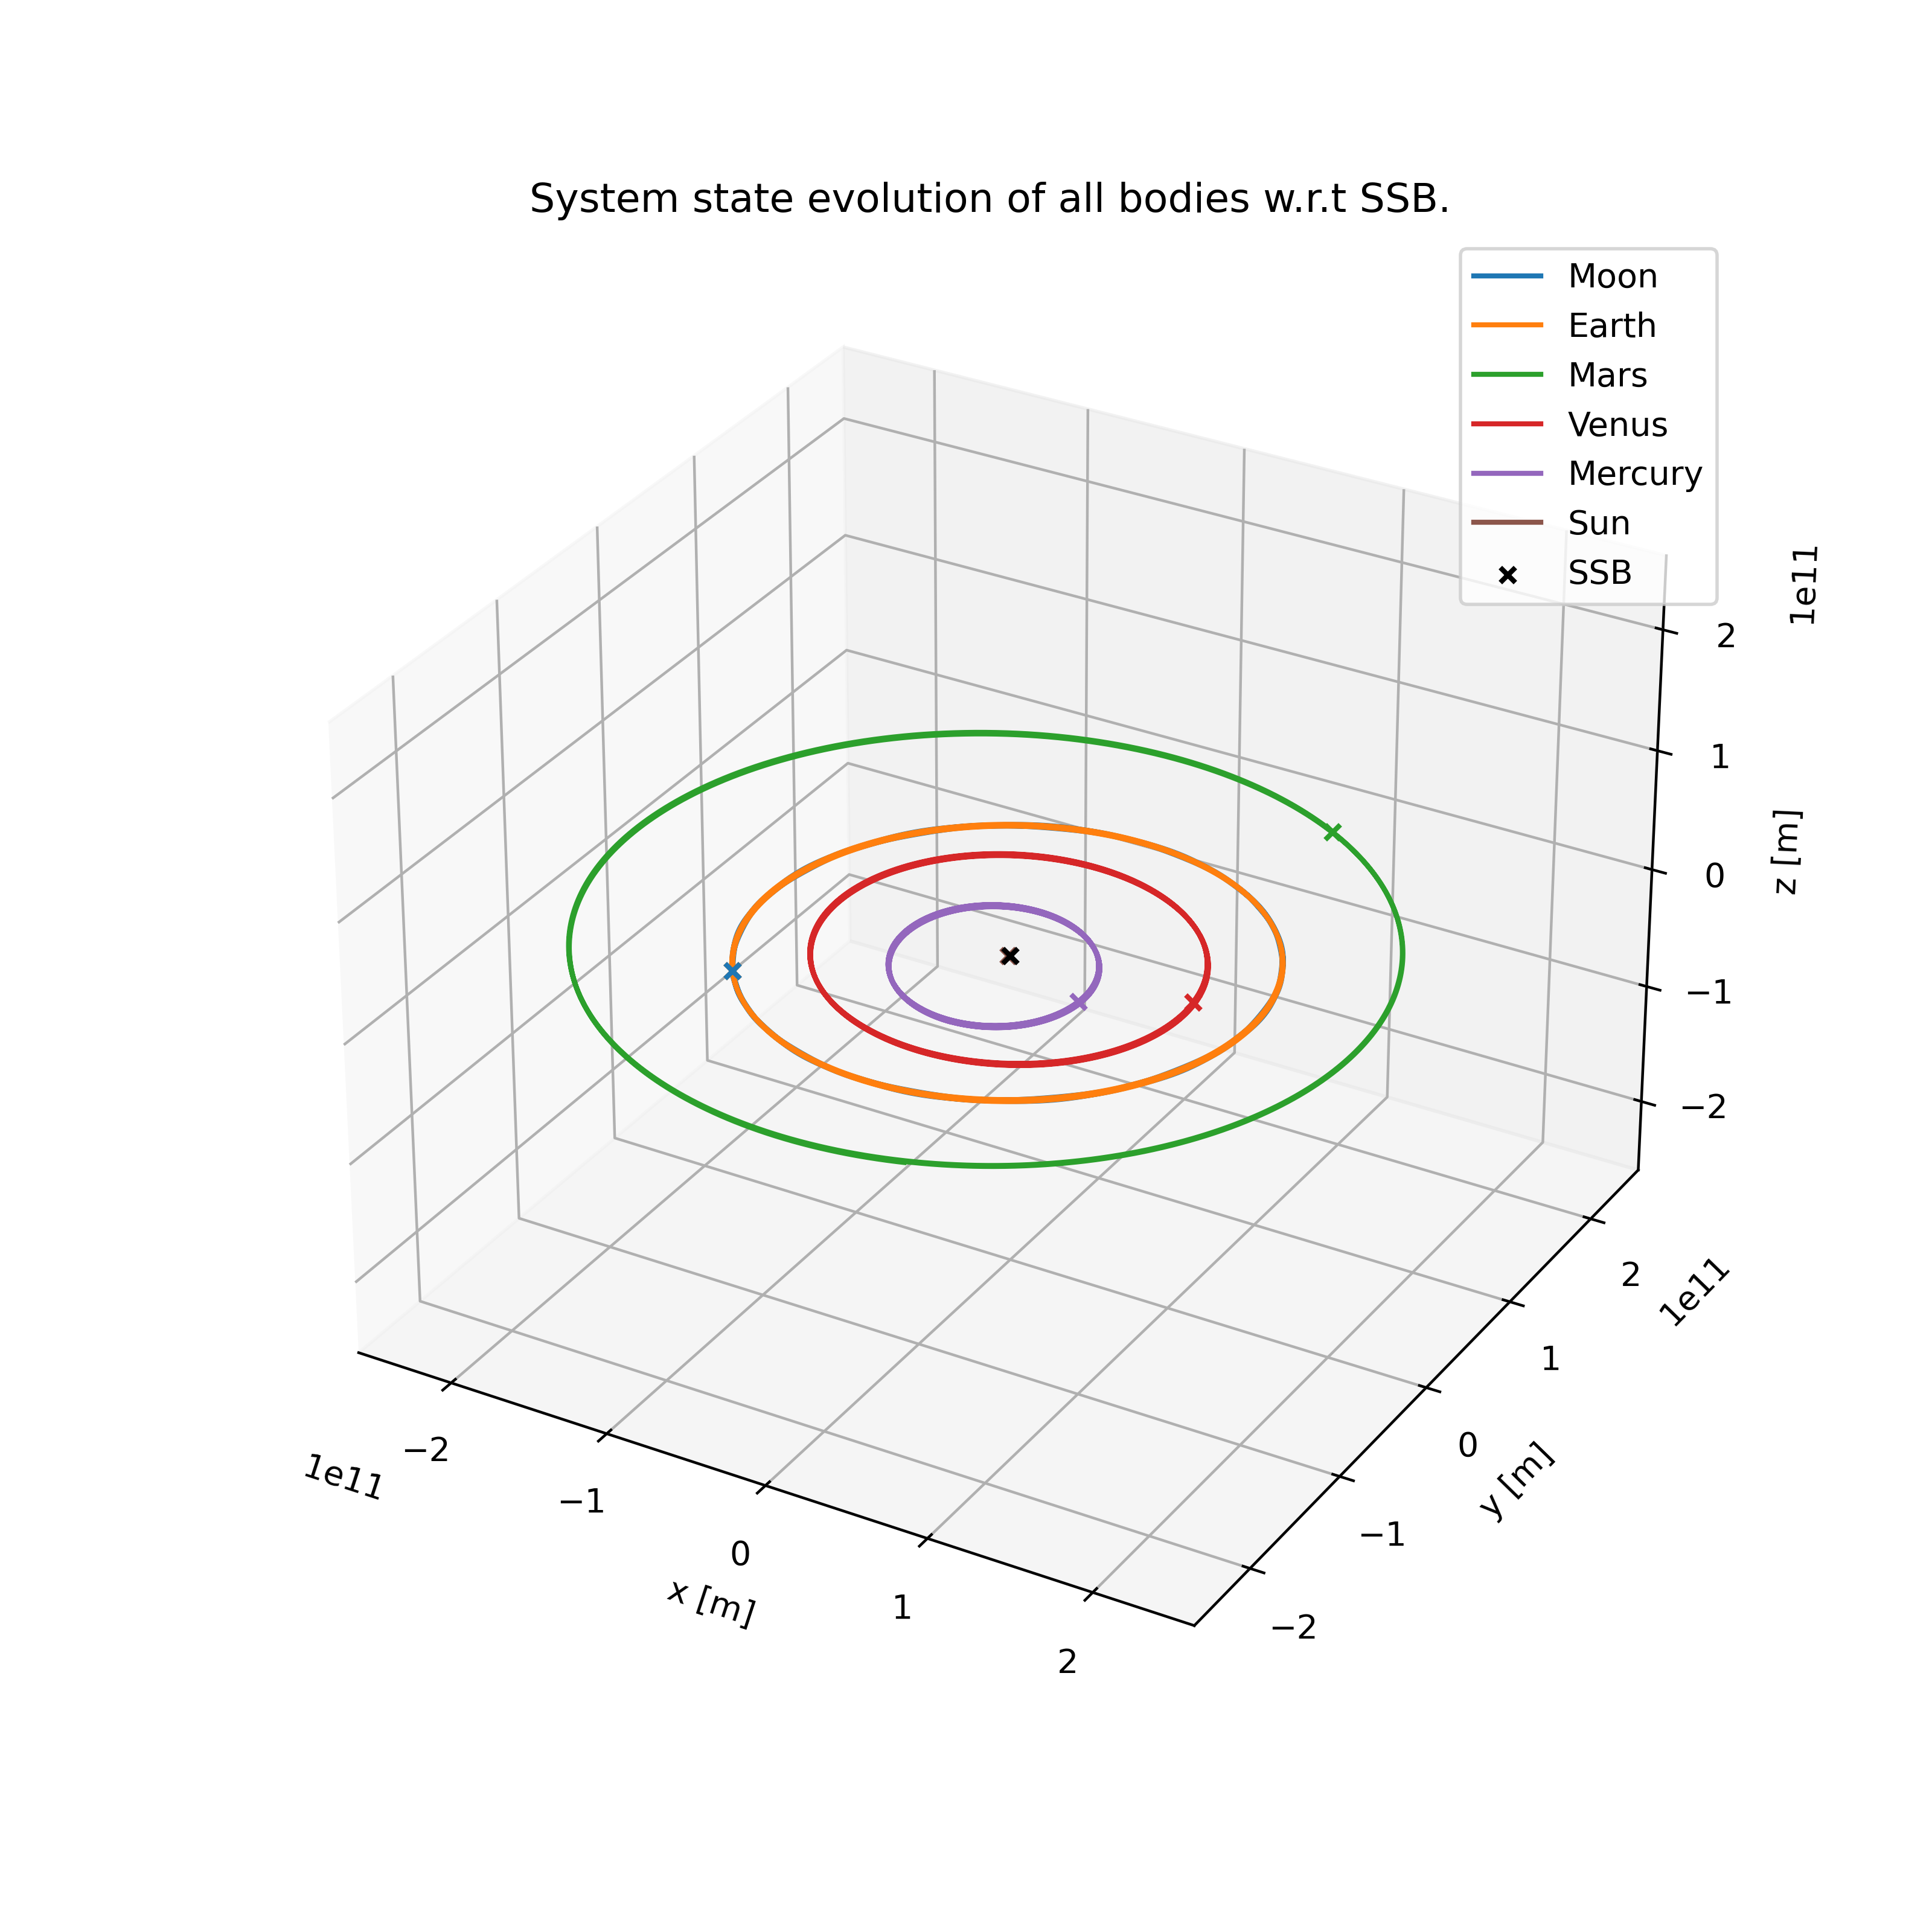 System state evolution of all bodies w.r.t SSB.
Moon
Earth
Mars
Venus
Mercury
Sun
SSB
1e11
2
1
0
−1
−2
z [m]
1e11
2
1
0
−1
−2
y [m]
1e11
−2
−1
0
1
2
x [m]